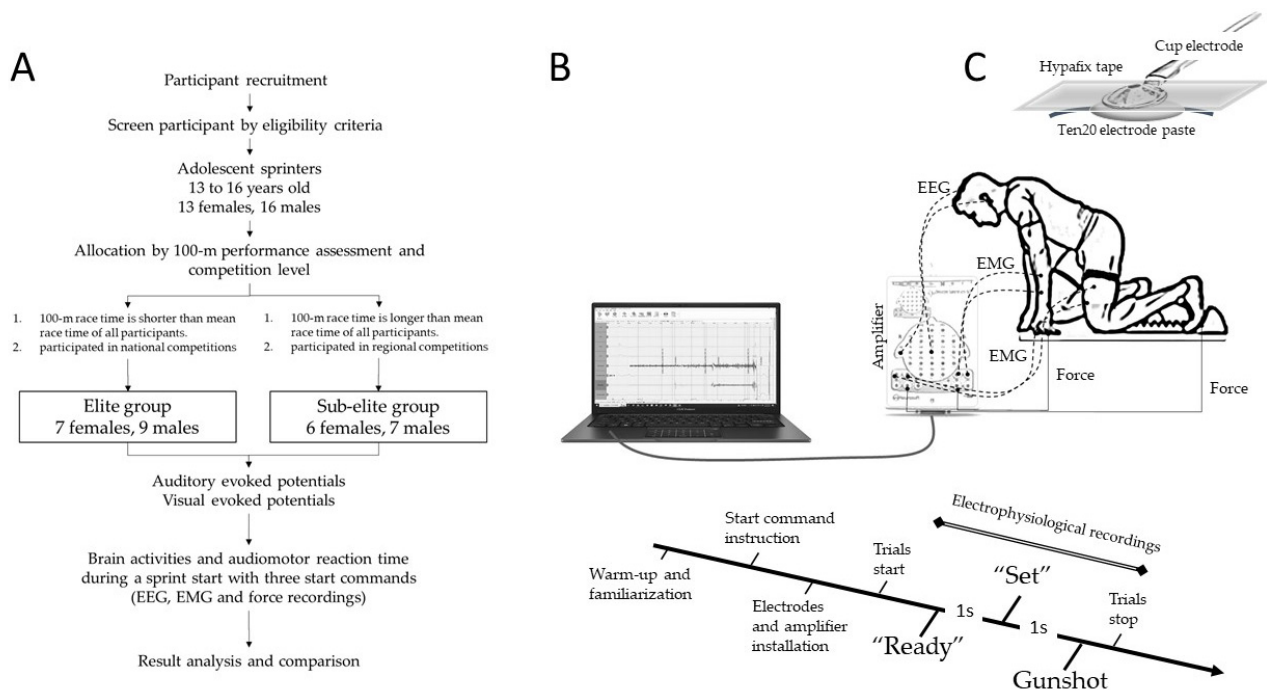 A
Participant recruitment
Screen participant by eligibility criteria
Adolescent sprinters
13 to 16 years old
13 females, 16 males
Allocation by 100-m performance assessment and
competition level
1. 100-m race time is shorter than mean
race time of all participants.
2. participated in national competitions
1. 100-m race time is longer than mean
race time of all participants.
2. participated in regional competitions
Elite group
7 females, 9 males
Sub-elite group
6 females, 7 males
Auditory evoked potentials
Visual evoked potentials
Brain activities and audiomotor reaction time
during a sprint start with three start commands
(EEG, EMG and force recordings)
Result analysis and comparison
B
C
Cup electrode
Hypafix tape
Ten20 electrode paste
EEG
EMG
Amplifier
EMG
Force
Force
Electrophysiological recordings
Start command
instruction
Trials
start
"Set"
Warm-up and
familiarization
Electrodes
and amplifier
installation
"Ready"
1s
1s
Trials
stop
Gunshot